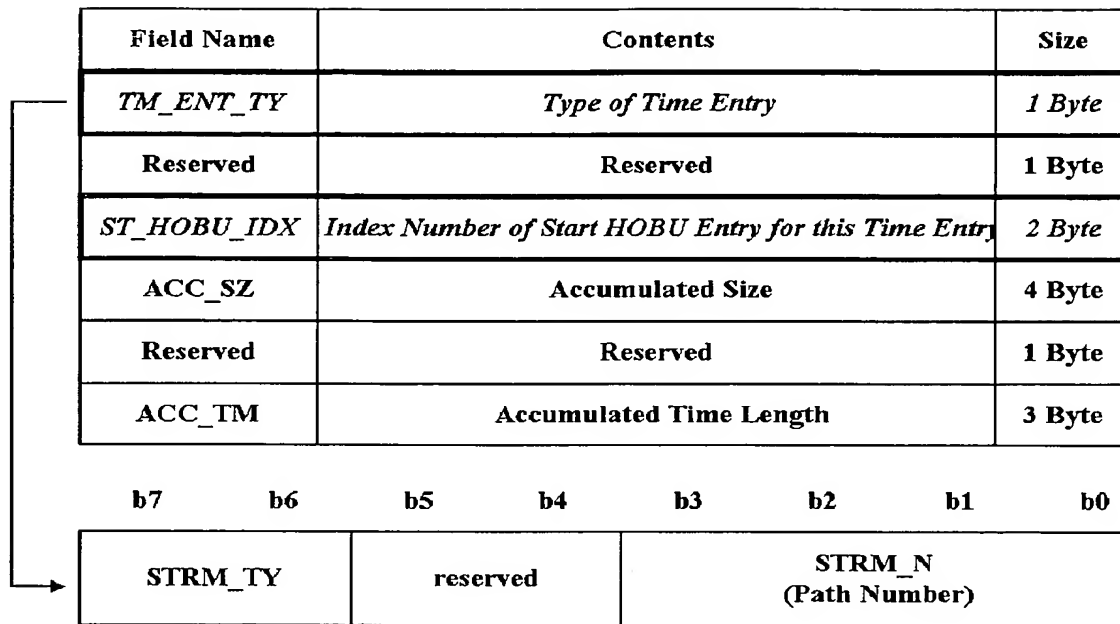 Field Name Contents Size
TM_ENT_TY Type of Time Entry 1 Byte
Reserved Reserved 1 Byte
ST_HOBU_IDX Index Number of Start HOBU Entry for this Time Entry 2 Byte
ACC_SZ Accumulated Size 4 Byte
Reserved Reserved 1 Byte
ACC_TM Accumulated Time Length 3 Byte
b7 b6 b5 b4 b3 b2 b1 b0
STRM_TY reserved STRM_N
(Path Number)